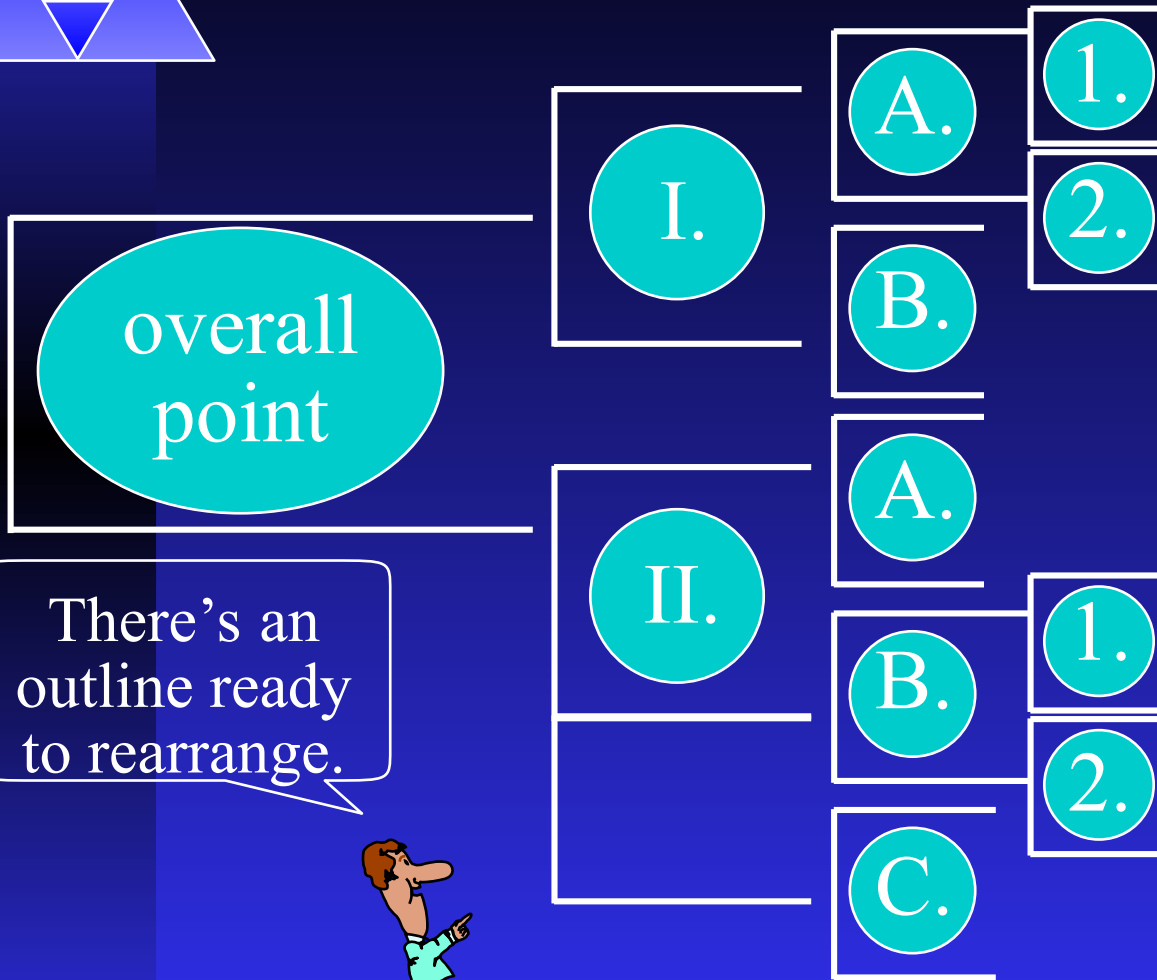 overall
point
I.
A.
1.
2.
B.
II.
A.
B.
1.
2.
C.
There’s an
outline ready
to rearrange.